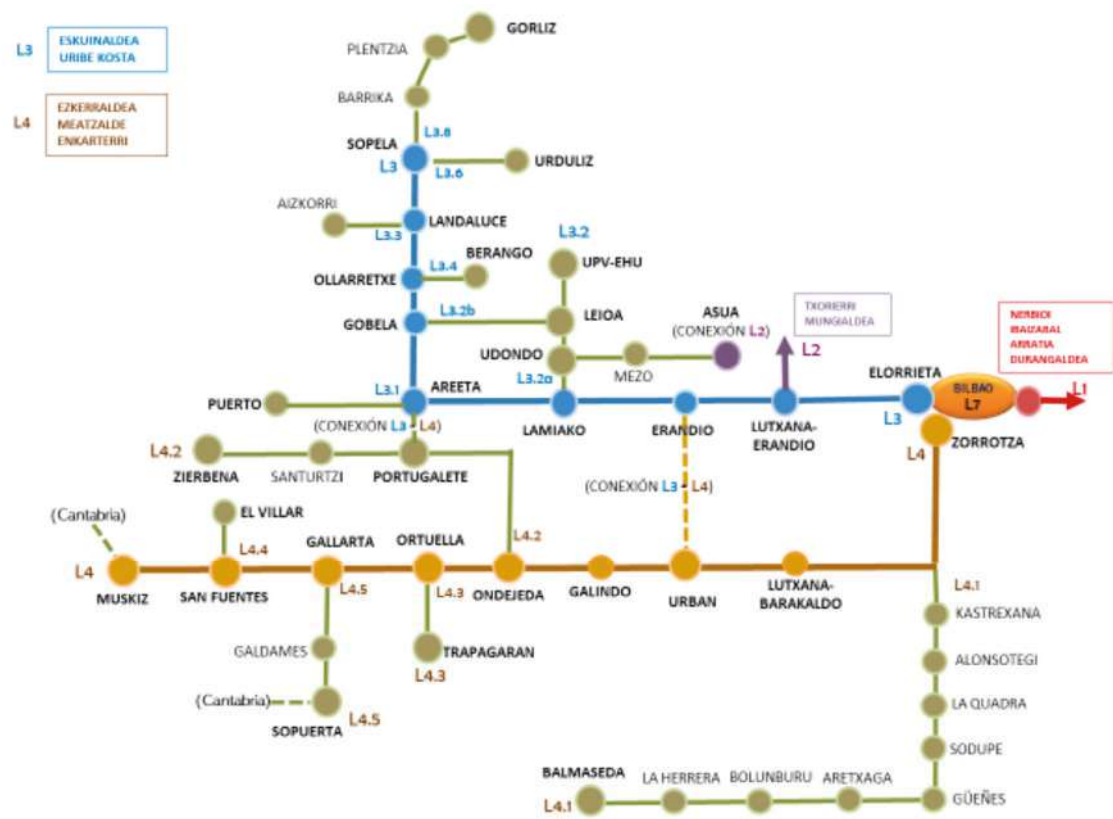 GORLIZ
L3
ESKUINALDEA
URIBE KOSTA
PLENTZIA
BARRIKA
L4
EZKERRALDEA
MEATZALDE
ENKARTERRI
L3.8
SOPELA
L3
L3.6
URDULIZ
AIZKORRI
LANDALUCE
L3.3
L3.2
BERANGO
UPV-EHU
L3.4
OLLARRETXE
L3.2b
GOBELA
LEIOA
ASUA
(CONEXIÓN L2)
TXORIERRI
MUNGIALDEA
L2
NERBIOI
IBAIZABAL
ARRATIA
DURANGALDEA
UDONDO
MEZO
L3.2a
ELORRIETA
BILBAO
L7
L1
L3.1
AREETA
PUERTO
L3
(CONEXIÓN L3 - L4)
LAMIAKO
ERANDIO
LUTXANA-
ERANDIO
ZORROTZA
L4
L4.2
ZIERBENA
SANTURTZI
PORTUGALETE
(CONEXIÓN L3 - L4)
(Cantabria)
EL VILLAR
L4.4
GALLARTA
ORTUELLA
L4.2
L4
MUSKIZ
SAN FUENTES
L4.5
L4.3
ONDEJEDA
GALINDO
URBAN
LUTXANA-
BARAKALDO
L4.1
KASTREXANA
GALDAMES
TRAPAGARAN
L4.3
ALONSOTEGI
(Cantabria)
L4.5
SOPUERTA
LA QUADRA
SODUPE
BALMASEDA
L4.1
LA HERRERA
BOLUNBURU
ARETXAGA
GÜEÑES